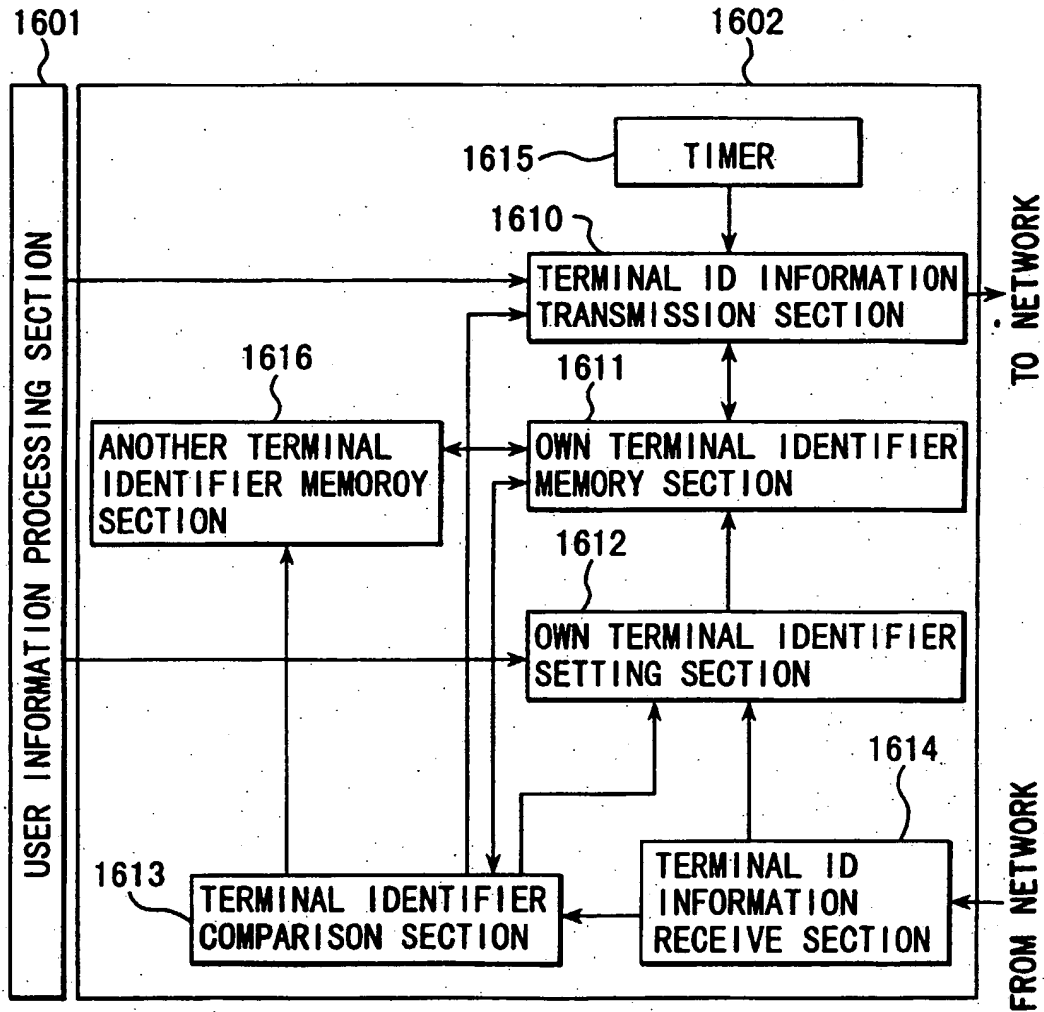 1601
1602
USER INFORMATION PROCESSING SECTION
1615
TIMER
1610
TERMINAL ID INFORMATION
TRANSMISSION SECTION
TO NETWORK
1616
ANOTHER TERMINAL
IDENTIFIER MEMOROY
SECTION
1611
OWN TERMINAL IDENTIFIER
MEMORY SECTION
1612
OWN TERMINAL IDENTIFIER
SETTING SECTION
1614
TERMINAL ID
INFORMATION
RECEIVE SECTION
FROM NETWORK
1613
TERMINAL IDENTIFIER
COMPARISON SECTION